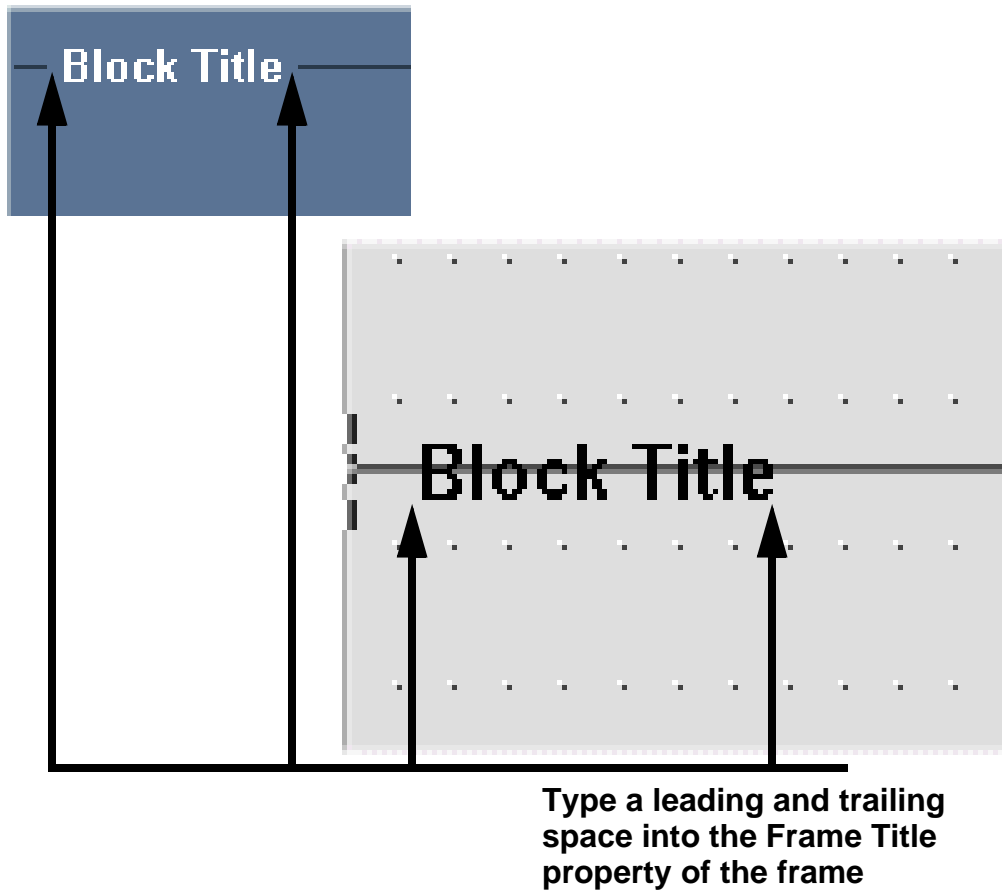 Block Title
Block Title
Type a leading and trailing
space into the Frame Title
property of the frame